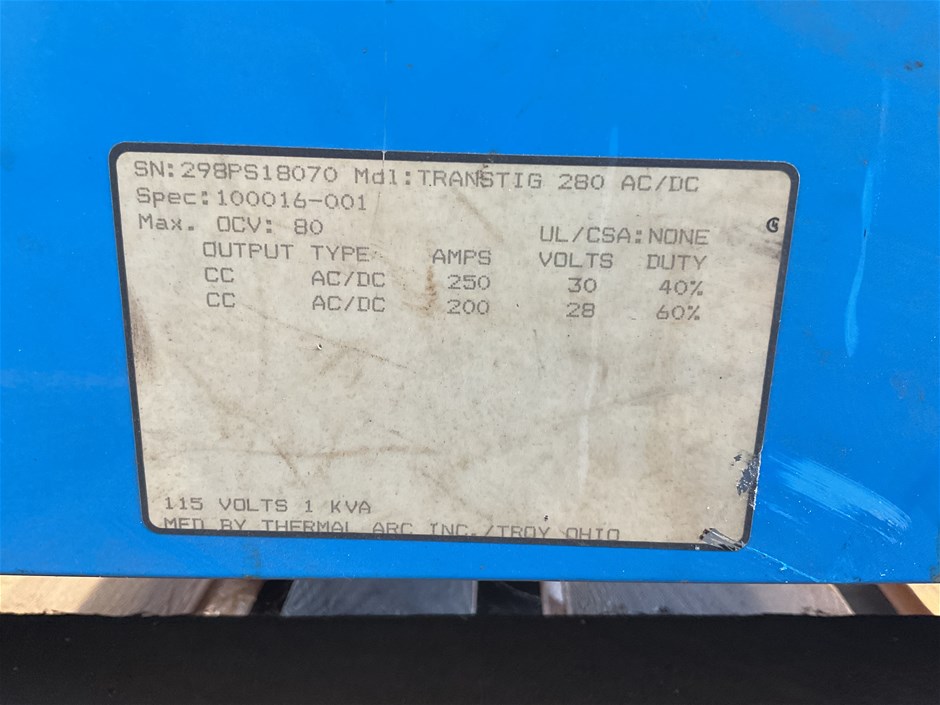 SN:298PS18070 Mdl:TRANSTIG 280 AC/DC
Spec:100016-001
Max. OCV: 80 UL/CSA:NONE
OUTPUT TYPE AMPS VOLTS DUTY
CC AC/DC 250 30 40%
CC AC/DC 200 28 60%
115 VOLTS 1 KVA
MFD BY THERMAL ARC INC./TROY OHIO